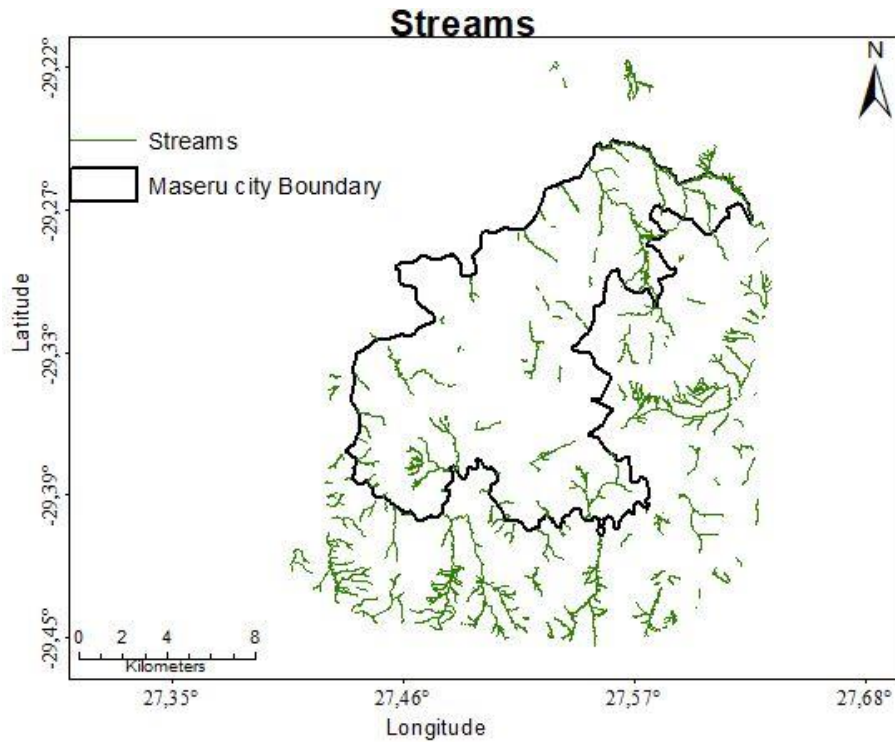 Streams
N
Streams
Maseru city Boundary
-29,22°
-29,27°
-29,33°
-29,39°
-29,45°
Latitude
0 2 4 8
Kilometers
27,35° 27,46° 27,57° 27,68°
Longitude